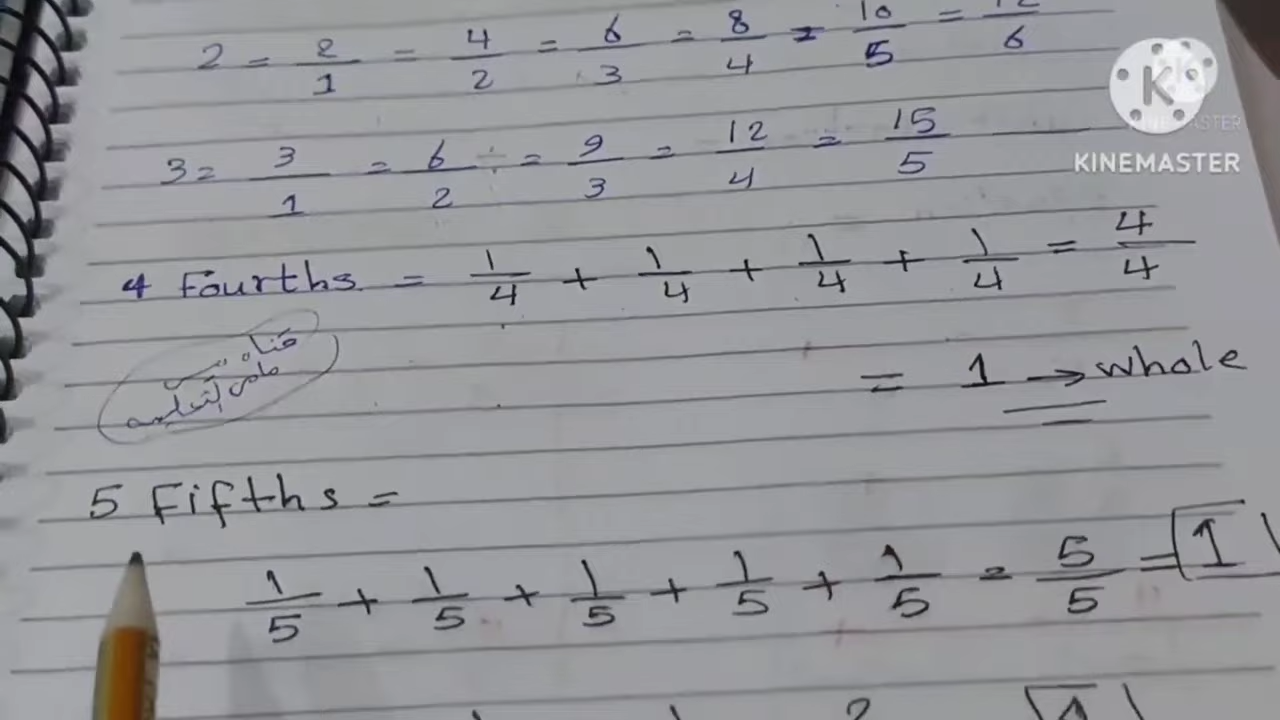 2 = 2/1 = 4/2 = 6/3 = 8/4 = 10/5 = 12/6
3 = 3/1 = 6/2 ÷ = 9/3 = 12/4 = 15/5
KINEMASTER
4 Fourths = 1/4 + 1/4 + 1/4 + 1/4 = 4/4
= 1 → whole
قناة ميس
5 Fifths =
1/5 + 1/5 + 1/5 + 1/5 + 1/5 = 5/5 = 1